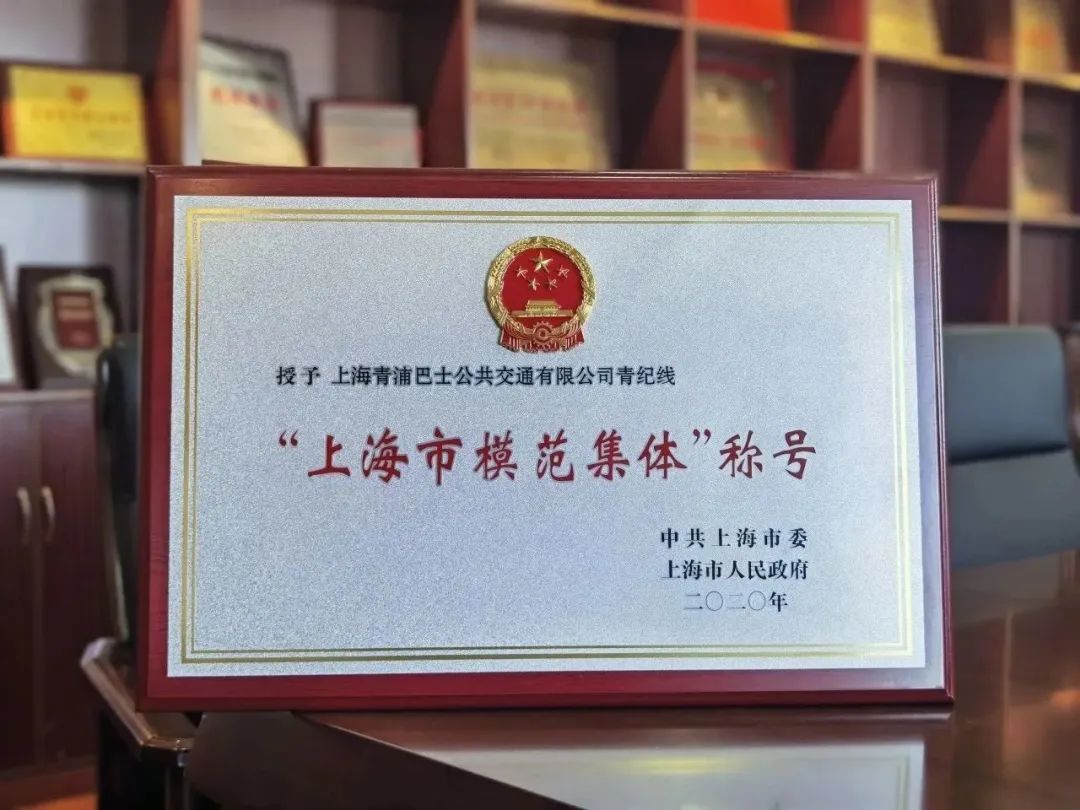 授予 上海青浦巴士公共交通有限公司青纪线
“上海市模范集体”称号
中共上海市委
上海市人民政府
二〇二〇年